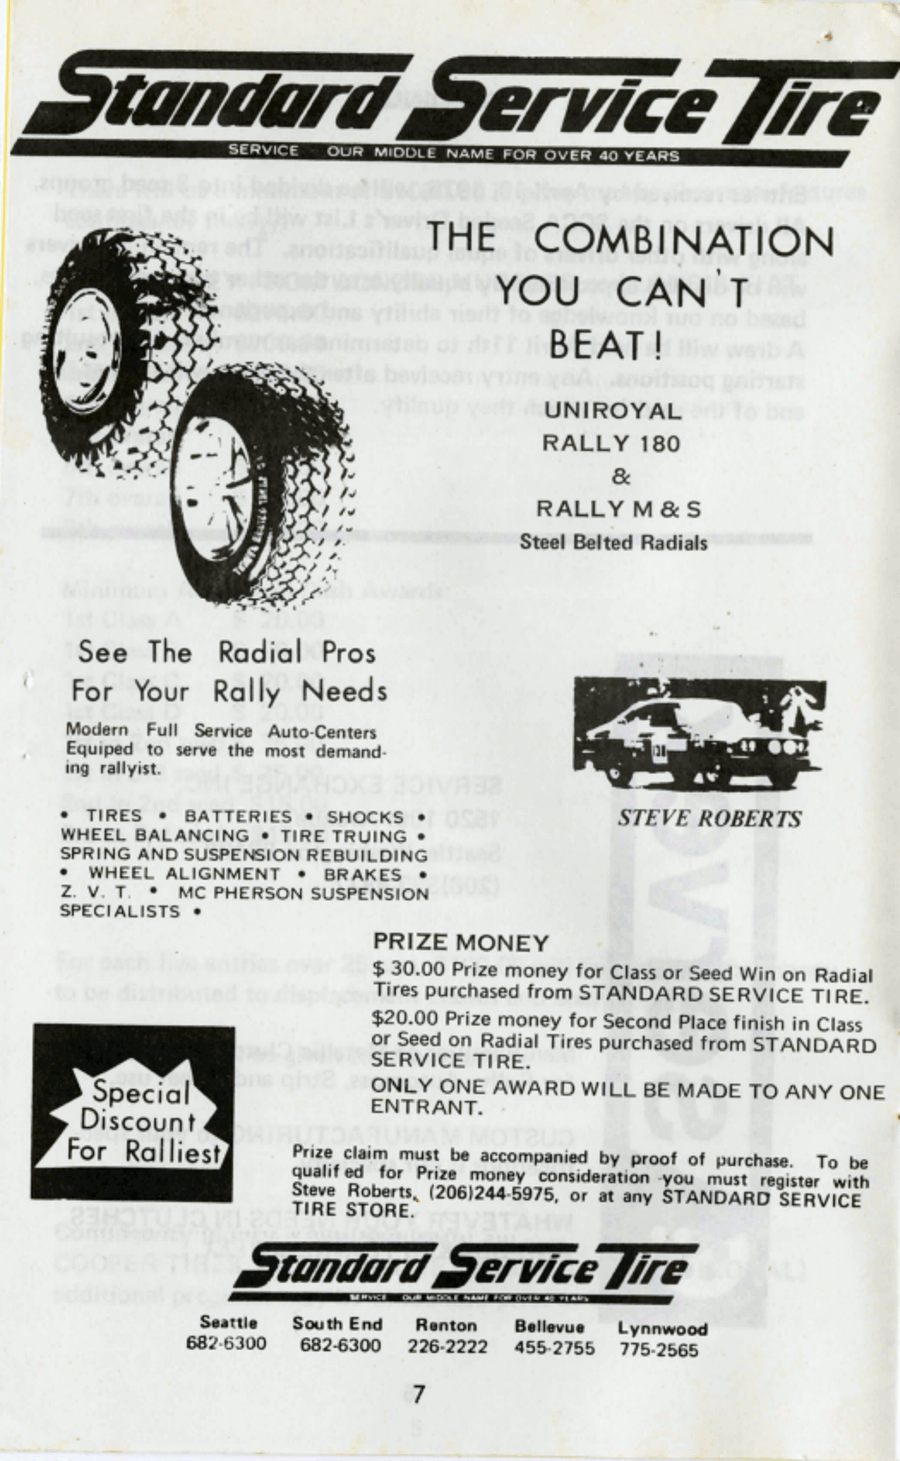 Standard Service Tire
SERVICE OUR MIDDLE NAME FOR OVER 40 YEARS
THE COMBINATION
YOU CAN'T
BEAT!
UNIROYAL
RALLY 180
&
RALLY M & S
Steel Belted Radials
See The Radial Pros
For Your Rally Needs
Modern Full Service Auto-Centers
Equiped to serve the most demand-
ing rallyist.
• TIRES • BATTERIES • SHOCKS •
WHEEL BALANCING • TIRE TRUING •
SPRING AND SUSPENSION REBUILDING
• WHEEL ALIGNMENT • BRAKES •
Z. V. T. • MC PHERSON SUSPENSION
SPECIALISTS •
STEVE ROBERTS
PRIZE MONEY
$ 30.00 Prize money for Class or Seed Win on Radial
Tires purchased from STANDARD SERVICE TIRE.
$20.00 Prize money for Second Place finish in Class
or Seed on Radial Tires purchased from STANDARD
SERVICE TIRE.
ONLY ONE AWARD WILL BE MADE TO ANY ONE
ENTRANT.
Special
Discount
For Ralliest
Prize claim must be accompanied by proof of purchase. To be
qualif ed for Prize money consideration you must register with
Steve Roberts, (206)244-5975, or at any STANDARD SERVICE
TIRE STORE.
Standard Service Tire
SERVICE OUR MIDDLE NAME FOR OVER 40 YEARS
Seattle South End Renton Bellevue Lynnwood
682-6300 682-6300 226-2222 455-2755 775-2565
7